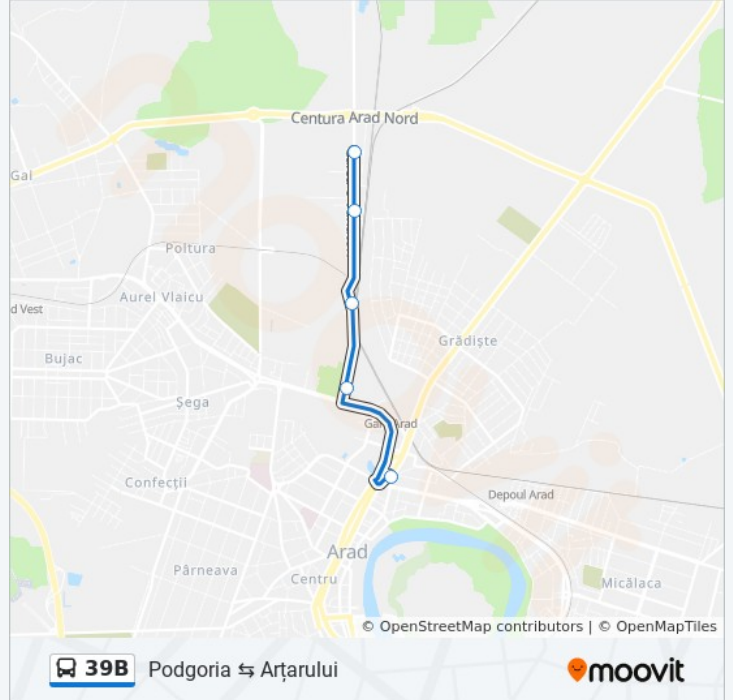 Centura Arad Nord
Gai
Poltura
Aurel Vlaicu
d Vest
Grădiște
Bujac
Șega
Gara Arad
Confecții
Depoul Arad
Arad
Pârneava
Centru
Micălaca
© OpenStreetMap contributors | © OpenMapTiles
39B Podgoria ⇆ Arțarului
moovit